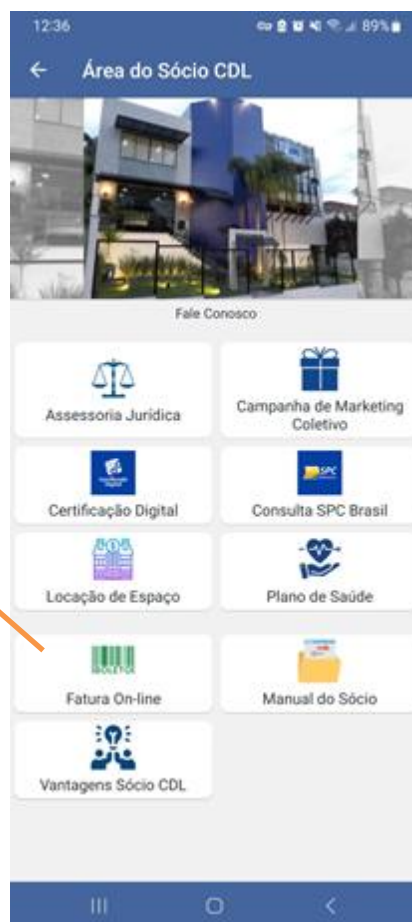 12:36 89%
Área do Sócio CDL
Fale Conosco
Assessoria Jurídica
Campanha de Marketing
Coletivo
Certificação Digital
SPC
Consulta SPC Brasil
Locação de Espaço
Plano de Saúde
BOLETOS
Fatura On-line
Manual do Sócio
Vantagens Sócio CDL